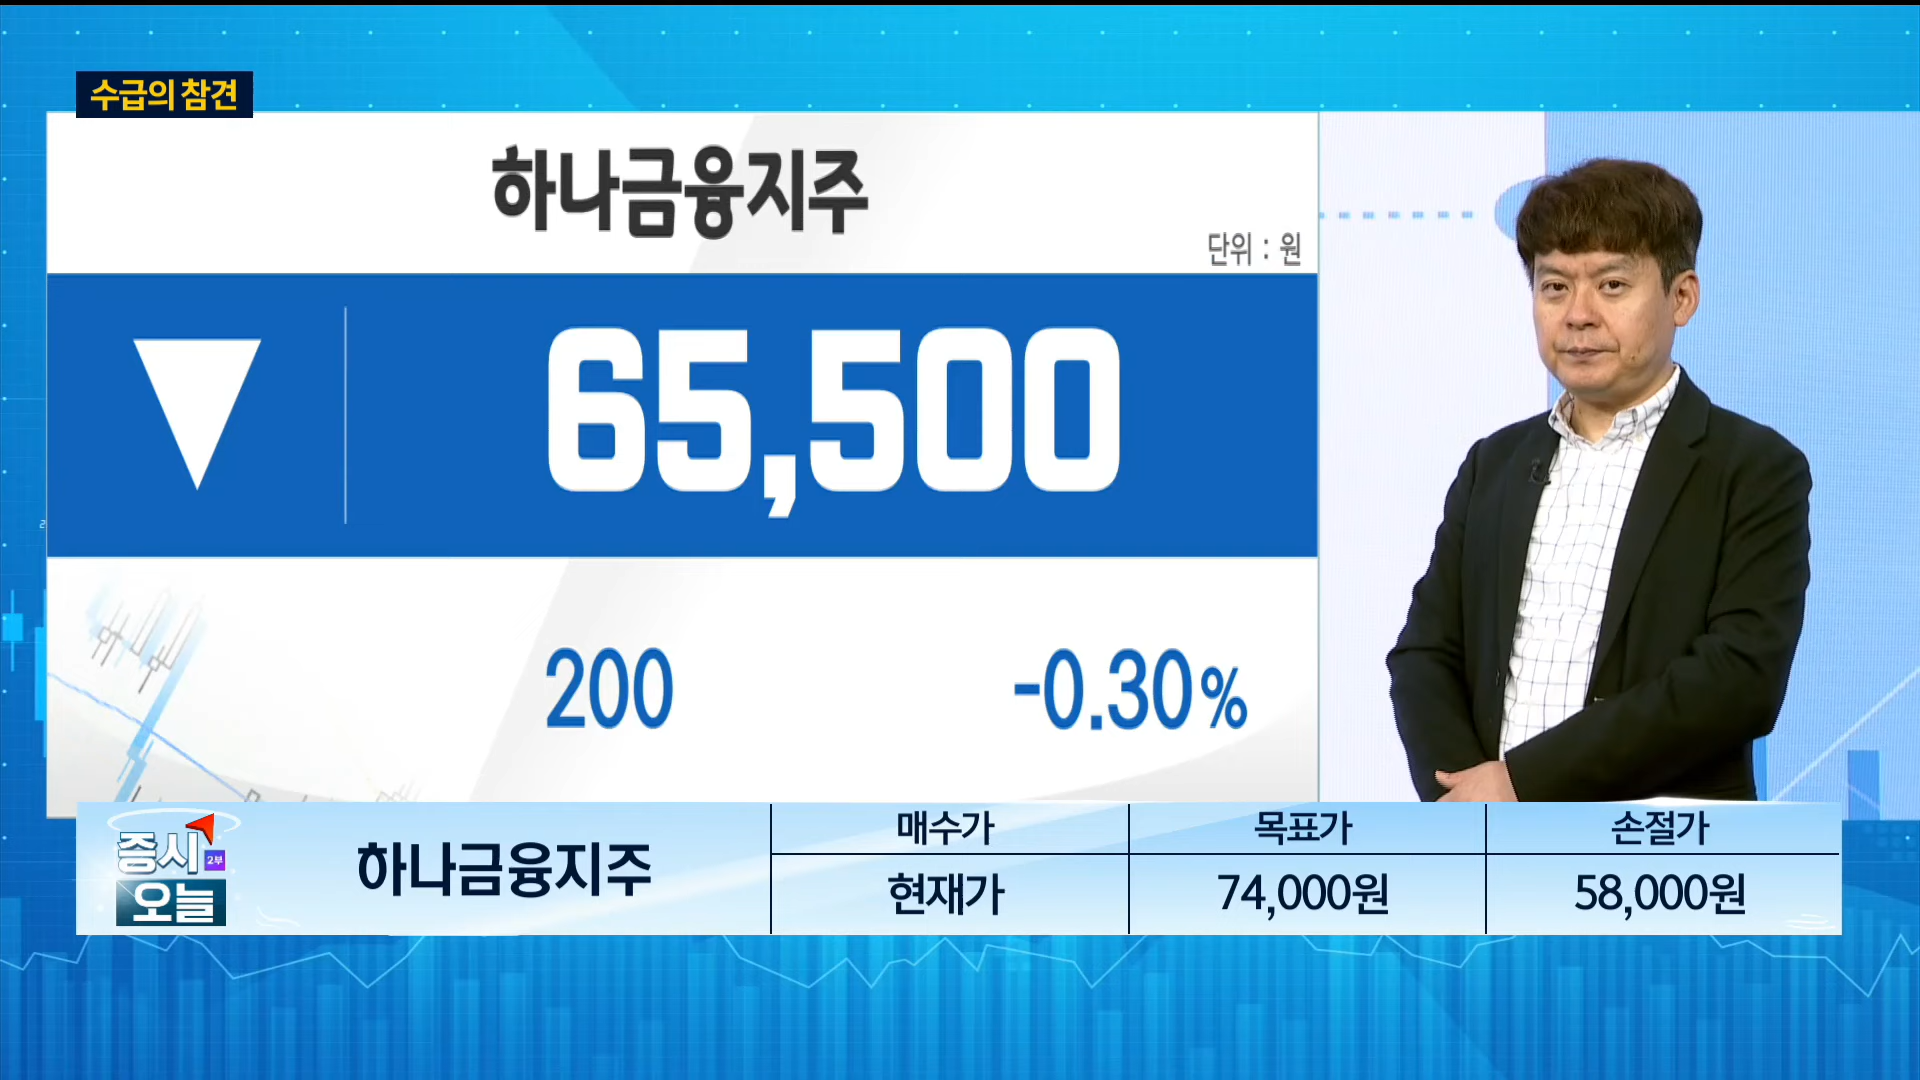 수급의 참견
하나금융지주
단위 : 원
▼ 65,500
200 -0.30%
증시 2부
오늘
하나금융지주
매수가 목표가 손절가
현재가 74,000원 58,000원